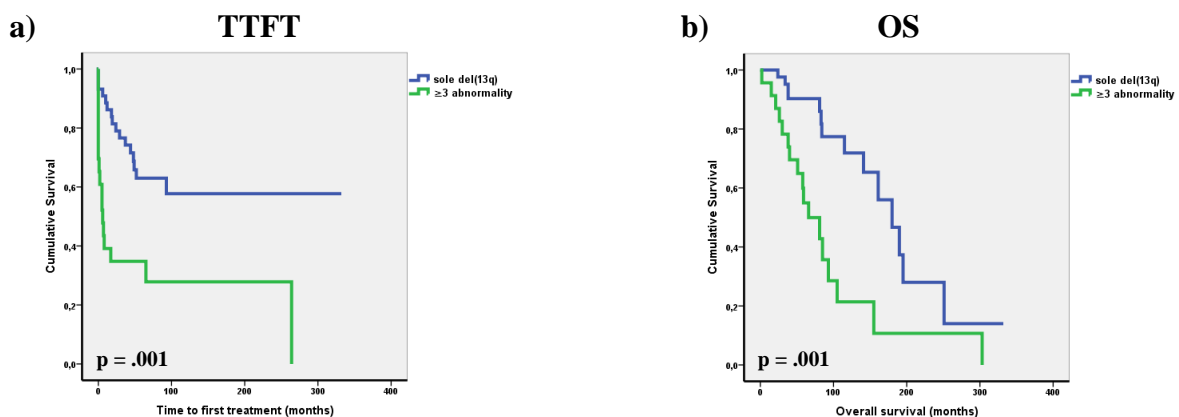 a) TTFT
1,0
0,8
0,6
0,4
0,2
0,0
Cumulative Survival
p = .001
0 100 200 300 400
Time to first treatment (months)
sole del(13q)
≥3 abnormality
b) OS
1,0
0,8
0,6
0,4
0,2
0,0
Cumulative Survival
p = .001
0 100 200 300 400
Overall survival (months)
sole del(13q)
≥3 abnormality